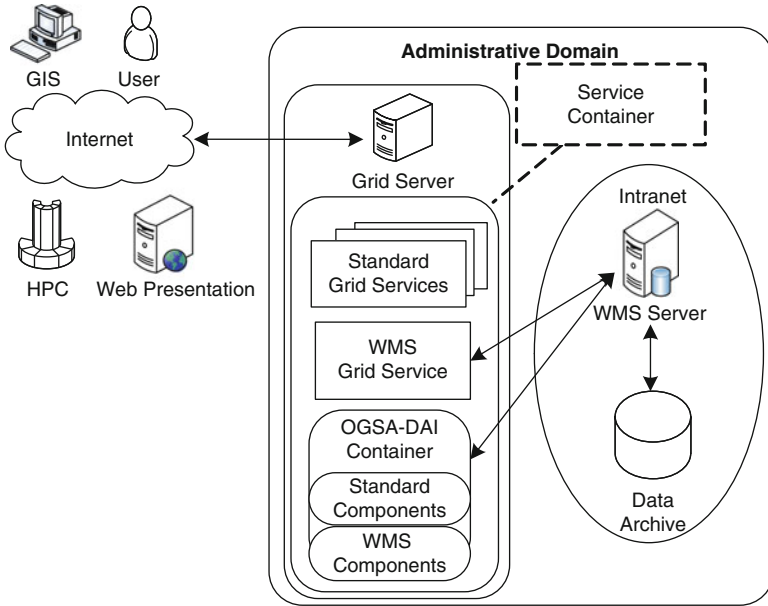 GIS
User
Internet
HPC
Web Presentation
Administrative Domain
Grid Server
Service
Container
Standard
Grid Services
WMS
Grid Service
OGSA-DAI
Container
Standard
Components
WMS
Components
Intranet
WMS Server
Data
Archive